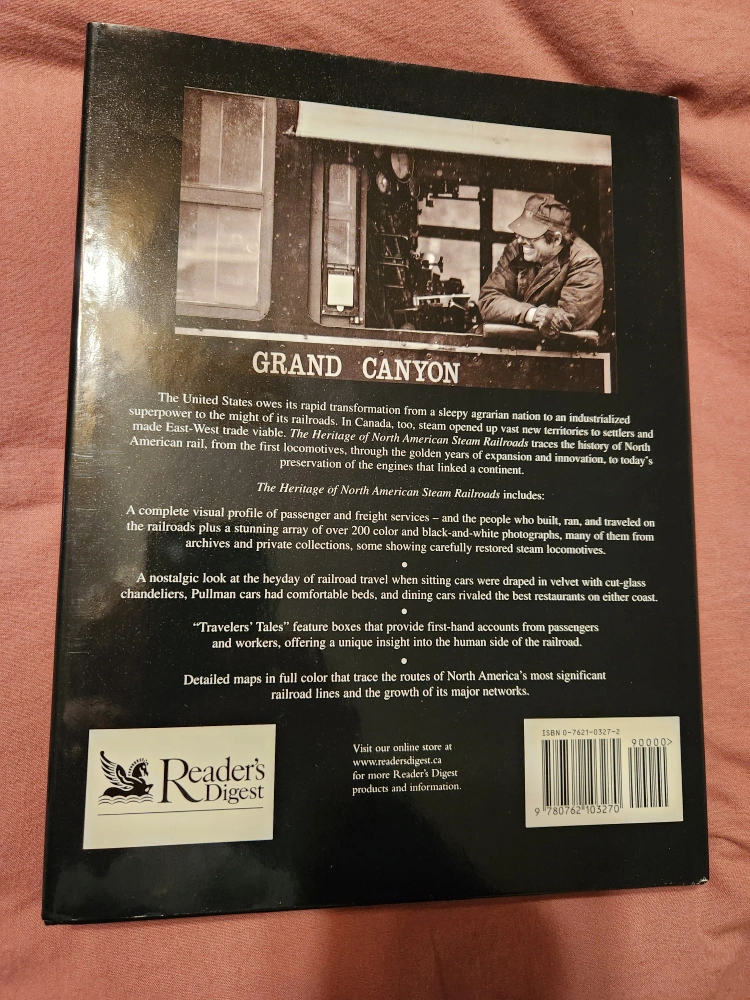 GRAND CANYON
The United States owes its rapid transformation from a sleepy agrarian nation to an industrialized
superpower to the might of its railroads. In Canada, too, steam opened up vast new territories to settlers and
made East-West trade viable. The Heritage of North American Steam Railroads traces the history of North
American rail, from the first locomotives, through the golden years of expansion and innovation, to today's
preservation of the engines that linked a continent.
The Heritage of North American Steam Railroads includes:
A complete visual profile of passenger and freight services – and the people who built, ran, and traveled on
the railroads plus a stunning array of over 200 color and black-and-white photographs, many of them from
archives and private collections, some showing carefully restored steam locomotives.
•
A nostalgic look at the heyday of railroad travel when sitting cars were draped in velvet with cut-glass
chandeliers, Pullman cars had comfortable beds, and dining cars rivaled the best restaurants on either coast.
•
“Travelers' Tales” feature boxes that provide first-hand accounts from passengers
and workers, offering a unique insight into the human side of the railroad.
•
Detailed maps in full color that trace the routes of North America's most significant
railroad lines and the growth of its major networks.
Reader's
Digest
Visit our online store at
www.readersdigest.ca
for more Reader's Digest
products and information.
ISBN 0-7621-0327-2
90000>
9 780762 103270